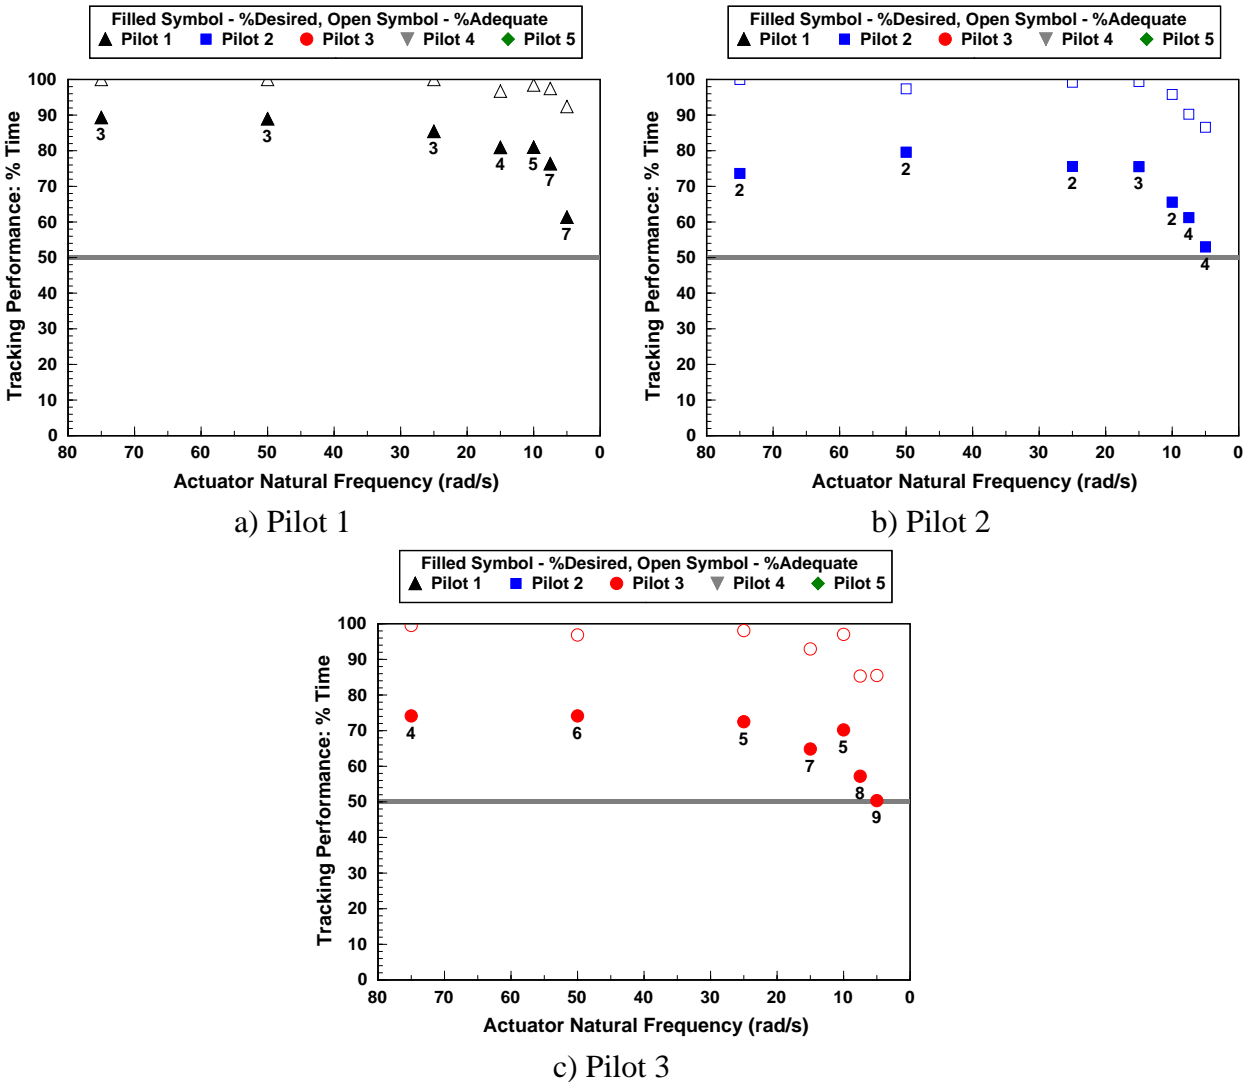 Filled Symbol - %Desired, Open Symbol - %Adequate
Pilot 1 Pilot 2 Pilot 3 Pilot 4 Pilot 5
100
90
80
70
60
50
40
30
20
10
0
Tracking Performance: % Time
3 3 3 4 5 7 7
80 70 60 50 40 30 20 10 0
Actuator Natural Frequency (rad/s)
a) Pilot 1
Filled Symbol - %Desired, Open Symbol - %Adequate
Pilot 1 Pilot 2 Pilot 3 Pilot 4 Pilot 5
100
90
80
70
60
50
40
30
20
10
0
Tracking Performance: % Time
2 2 2 3 2 4 4
80 70 60 50 40 30 20 10 0
Actuator Natural Frequency (rad/s)
b) Pilot 2
Filled Symbol - %Desired, Open Symbol - %Adequate
Pilot 1 Pilot 2 Pilot 3 Pilot 4 Pilot 5
100
90
80
70
60
50
40
30
20
10
0
Tracking Performance: % Time
4 6 5 7 5 8 9
80 70 60 50 40 30 20 10 0
Actuator Natural Frequency (rad/s)
c) Pilot 3